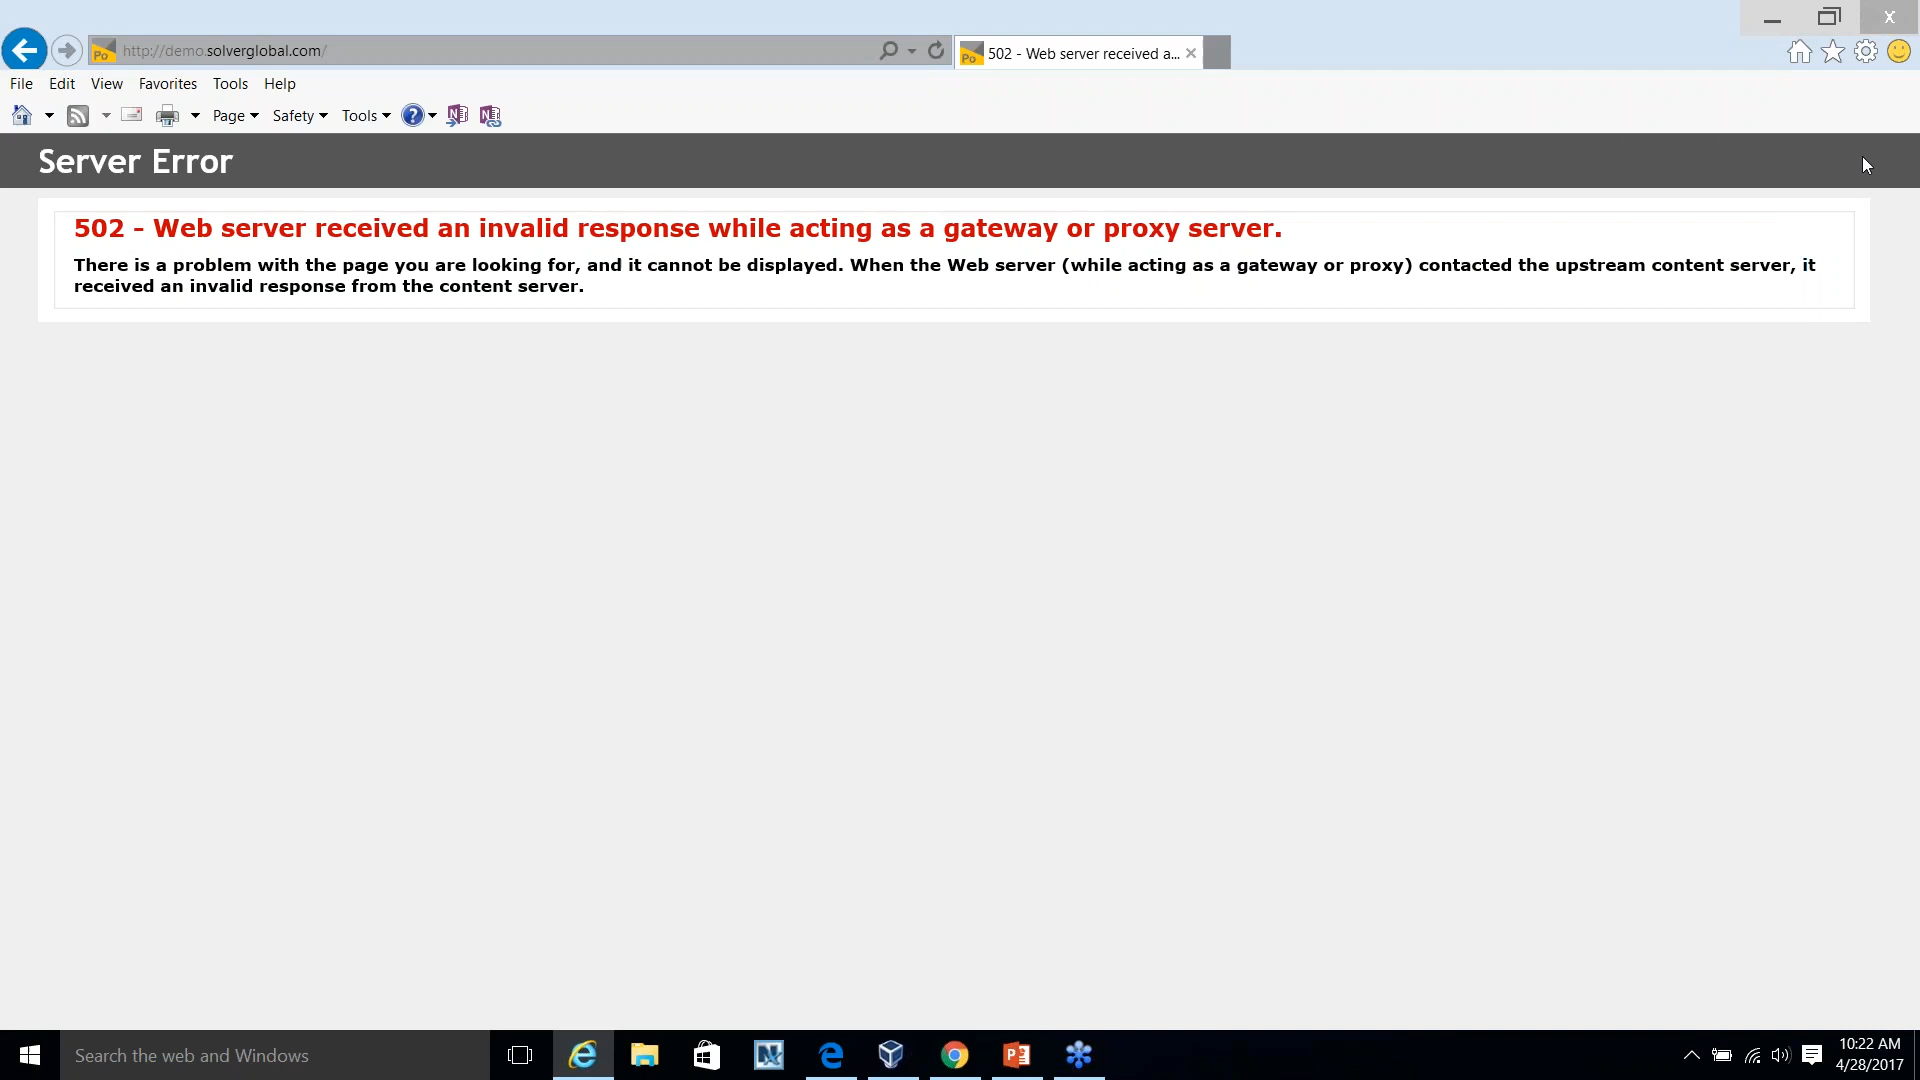 http://demo.solverglobal.com/
Po
Po
502 - Web server received a...
File Edit View Favorites Tools Help
Page Safety Tools
Server Error
502 - Web server received an invalid response while acting as a gateway or proxy server.
There is a problem with the page you are looking for, and it cannot be displayed. When the Web server (while acting as a gateway or proxy) contacted the upstream content server, it
received an invalid response from the content server.
Search the web and Windows
10:22 AM
4/28/2017